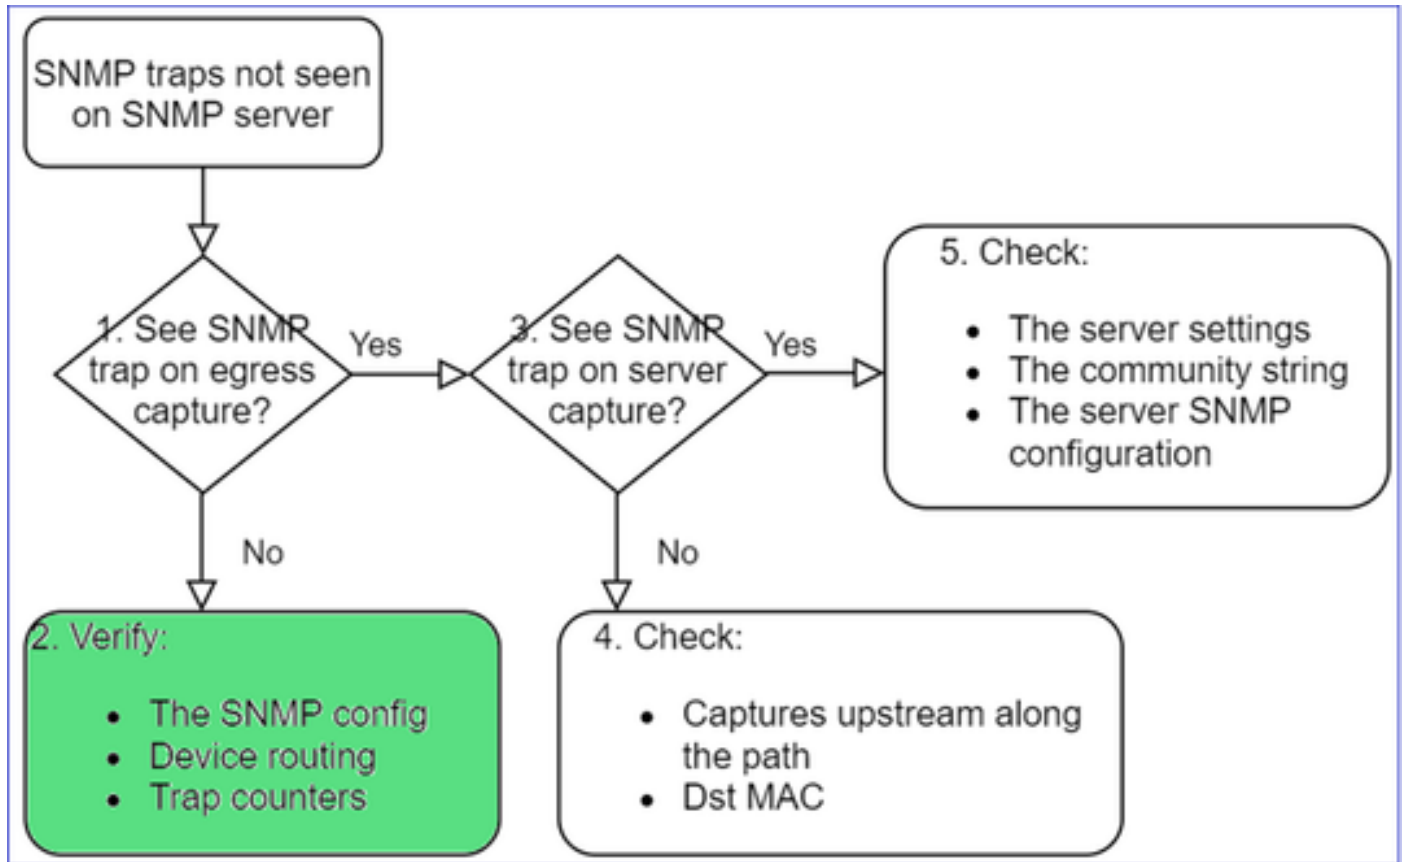 SNMP traps not seen
on SNMP server
1. See SNMP
trap on egress
capture?
Yes
3. See SNMP
trap on server
capture?
Yes
5. Check:
• The server settings
• The community string
• The server SNMP
configuration
No
No
2. Verify:
• The SNMP config
• Device routing
• Trap counters
4. Check:
• Captures upstream along
the path
• Dst MAC